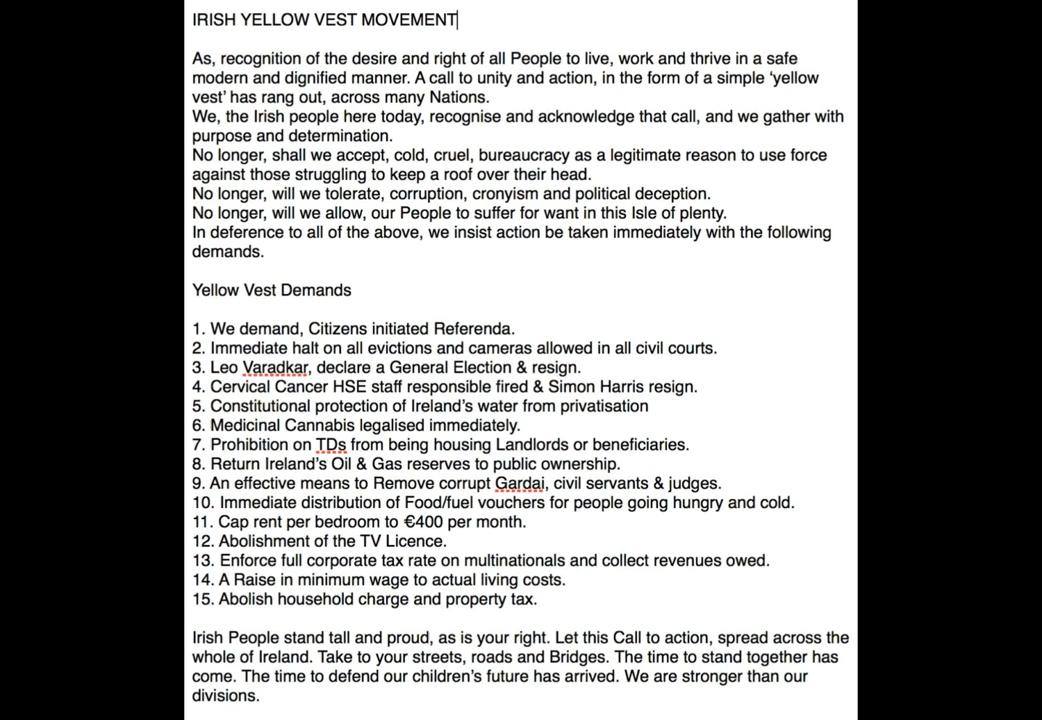 IRISH YELLOW VEST MOVEMENT
As, recognition of the desire and right of all People to live, work and thrive in a safe
modern and dignified manner. A call to unity and action, in the form of a simple ‘yellow
vest’ has rang out, across many Nations.
We, the Irish people here today, recognise and acknowledge that call, and we gather with
purpose and determination.
No longer, shall we accept, cold, cruel, bureaucracy as a legitimate reason to use force
against those struggling to keep a roof over their head.
No longer, will we tolerate, corruption, cronyism and political deception.
No longer, will we allow, our People to suffer for want in this Isle of plenty.
In deference to all of the above, we insist action be taken immediately with the following
demands.
Yellow Vest Demands
1. We demand, Citizens initiated Referenda.
2. Immediate halt on all evictions and cameras allowed in all civil courts.
3. Leo Varadkar, declare a General Election & resign.
4. Cervical Cancer HSE staff responsible fired & Simon Harris resign.
5. Constitutional protection of Ireland’s water from privatisation
6. Medicinal Cannabis legalised immediately.
7. Prohibition on TDs from being housing Landlords or beneficiaries.
8. Return Ireland’s Oil & Gas reserves to public ownership.
9. An effective means to Remove corrupt Gardai, civil servants & judges.
10. Immediate distribution of Food/fuel vouchers for people going hungry and cold.
11. Cap rent per bedroom to €400 per month.
12. Abolishment of the TV Licence.
13. Enforce full corporate tax rate on multinationals and collect revenues owed.
14. A Raise in minimum wage to actual living costs.
15. Abolish household charge and property tax.
Irish People stand tall and proud, as is your right. Let this Call to action, spread across the
whole of Ireland. Take to your streets, roads and Bridges. The time to stand together has
come. The time to defend our children’s future has arrived. We are stronger than our
divisions.